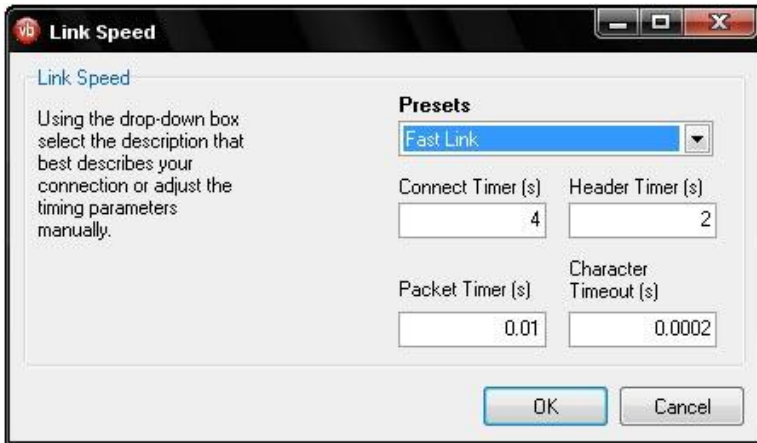 vb Link Speed
Link Speed
Using the drop-down box
select the description that
best describes your
connection or adjust the
timing parameters
manually.
Presets
Fast Link
Connect Timer (s)
Header Timer (s)
4
2
Packet Timer (s)
Character
Timeout (s)
0.01
0.0002
OK
Cancel